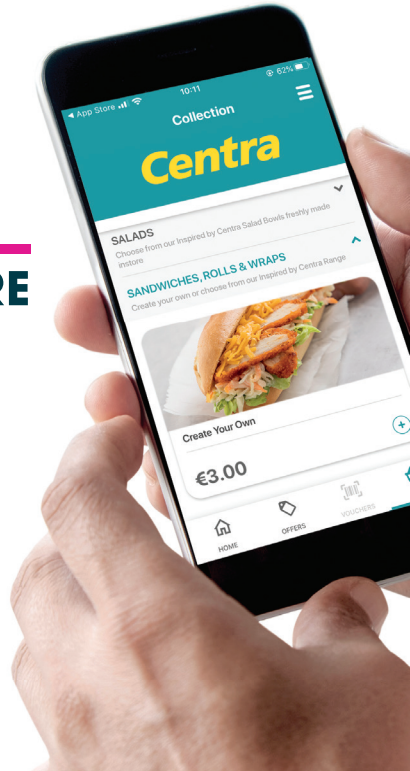 RE
App Store
10:11
62%
Collection
Centra
SALADS
Choose from our Inspired by Centra Salad Bowls freshly made
instore
SANDWICHES, ROLLS & WRAPS
Create your own or choose from our Inspired by Centra Range
Create Your Own
€3.00
HOME
OFFERS
VOUCHERS